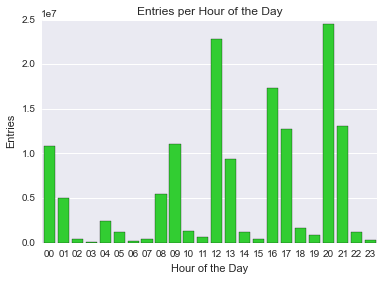 Entries per Hour of the Day
1e7
2.5
2.0
1.5
1.0
0.5
0.0
Entries
00 01 02 03 04 05 06 07 08 09 10 11 12 13 14 15 16 17 18 19 20 21 22 23
Hour of the Day